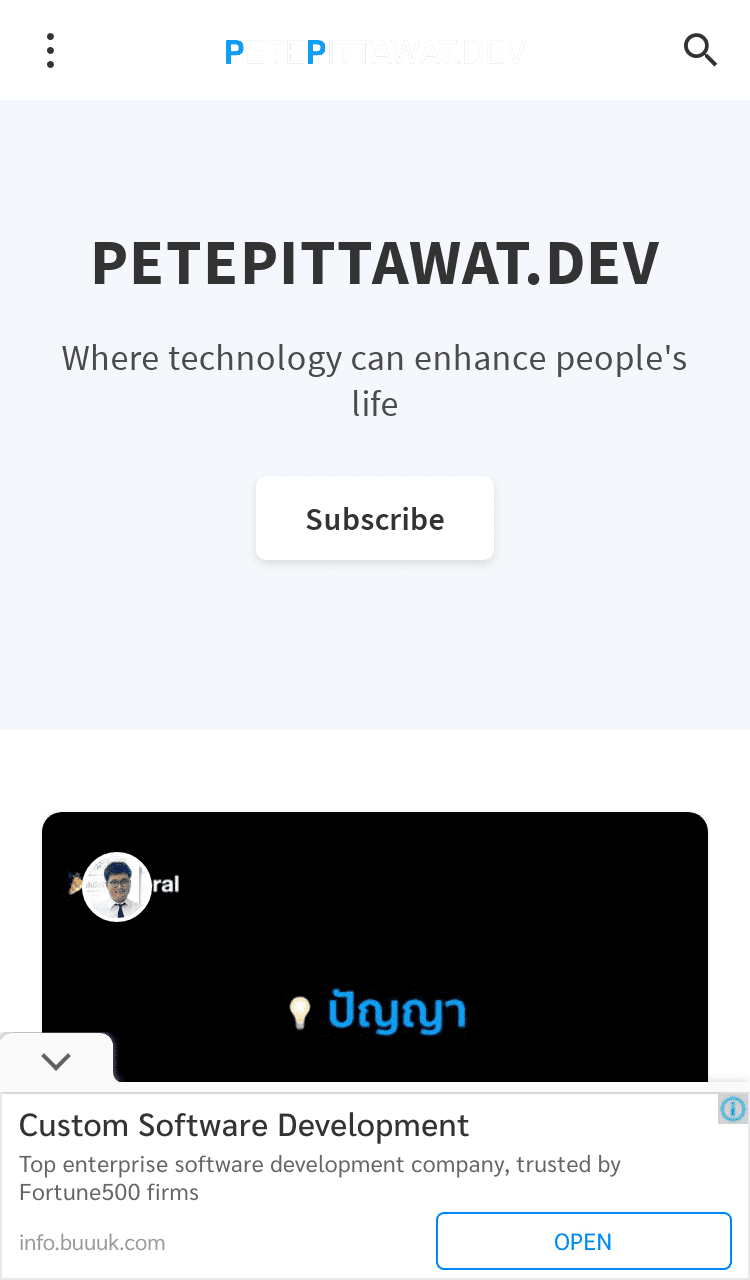 PETEPITTAWAT.DEV
PETEPITTAWAT.DEV
Where technology can enhance people's
life
Subscribe
ral
ปัญญา
Custom Software Development
Top enterprise software development company, trusted by
Fortune500 firms
info.buuuk.com
OPEN